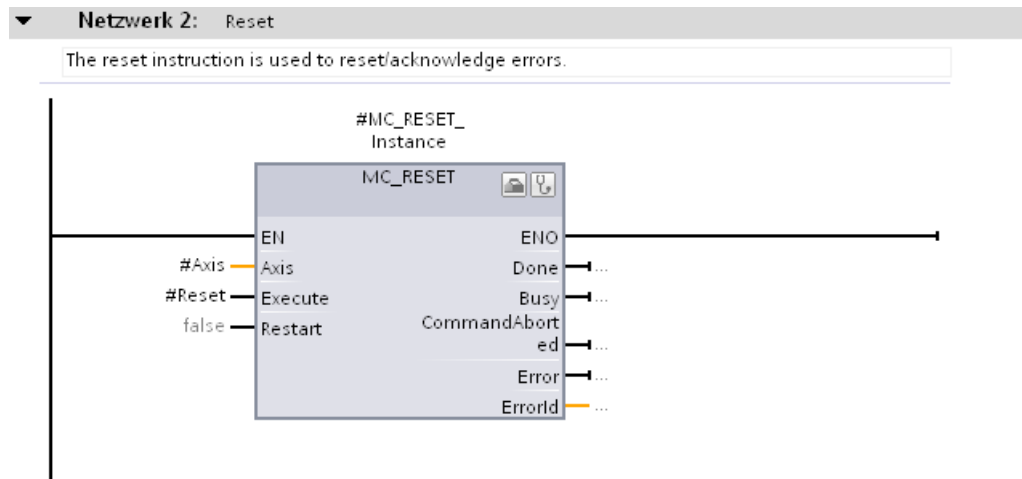 Netzwerk 2: Reset
The reset instruction is used to reset/acknowledge errors.
#MC_RESET_
Instance
MC_RESET
EN ENO
#Axis Axis Done ...
#Reset Execute Busy ...
false Restart CommandAbort
ed ...
Error ...
ErrorId ...